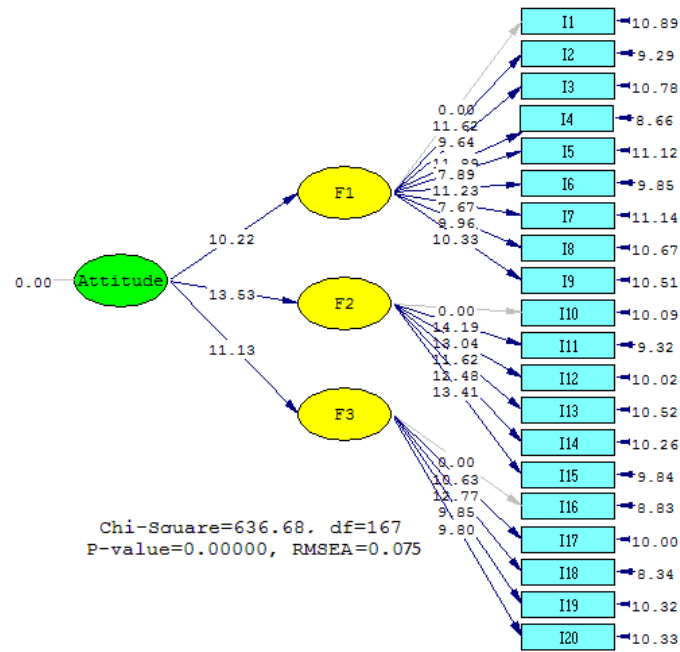 I1
10.89
I2
9.29
I3
10.78
I4
8.66
I5
11.12
I6
9.85
I7
11.14
I8
10.67
I9
10.51
I10
10.09
I11
9.32
I12
10.02
I13
10.52
I14
10.26
I15
9.84
I16
8.83
I17
10.00
I18
8.34
I19
10.32
I20
10.33
0.00
11.62
9.64
11.89
7.89
11.23
7.67
9.96
10.33
0.00
14.19
13.04
11.62
12.48
13.41
0.00
10.63
12.77
9.85
9.80
F1
F2
F3
10.22
13.53
11.13
0.00
Attitude
Chi-Square=636.68, df=167
P-value=0.00000, RMSEA=0.075